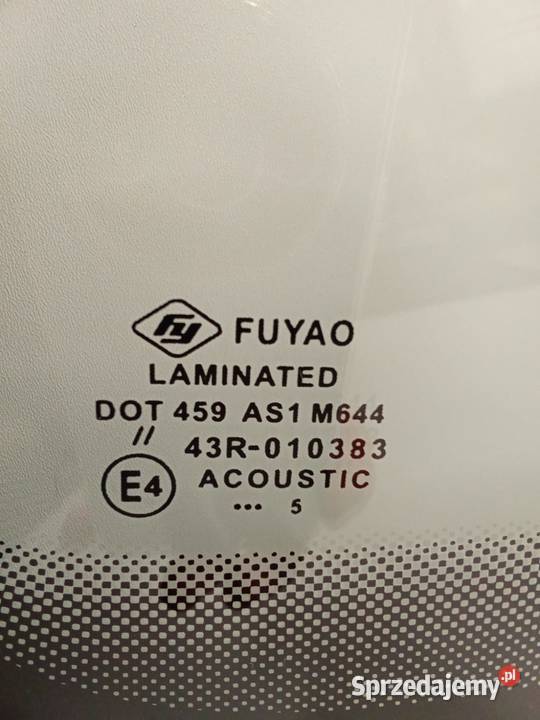 FY FUYAO
LAMINATED
DOT 459 AS1 M644
// 43R-010383
E4 ACOUSTIC
••• 5
Sprzedajemy.pl